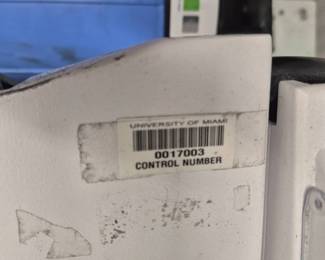 UNIVERSITY OF MIAMI
0017003
CONTROL NUMBER